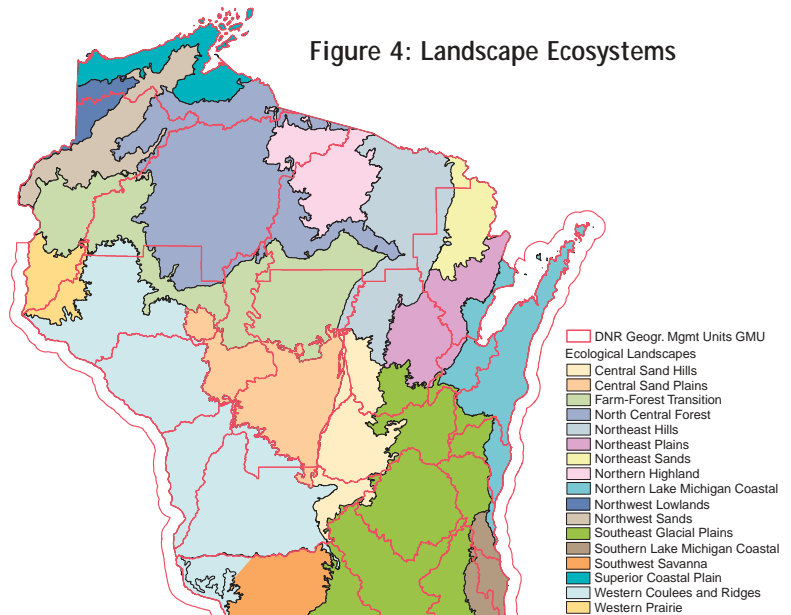 Figure 4: Landscape Ecosystems
DNR Geogr. Mgmt Units GMU
Ecological Landscapes
Central Sand Hills
Central Sand Plains
Farm-Forest Transition
North Central Forest
Northeast Hills
Northeast Plains
Northeast Sands
Northern Highland
Northern Lake Michigan Coastal
Northwest Lowlands
Northwest Sands
Southeast Glacial Plains
Southern Lake Michigan Coastal
Southwest Savanna
Superior Coastal Plain
Western Coulees and Ridges
Western Prairie